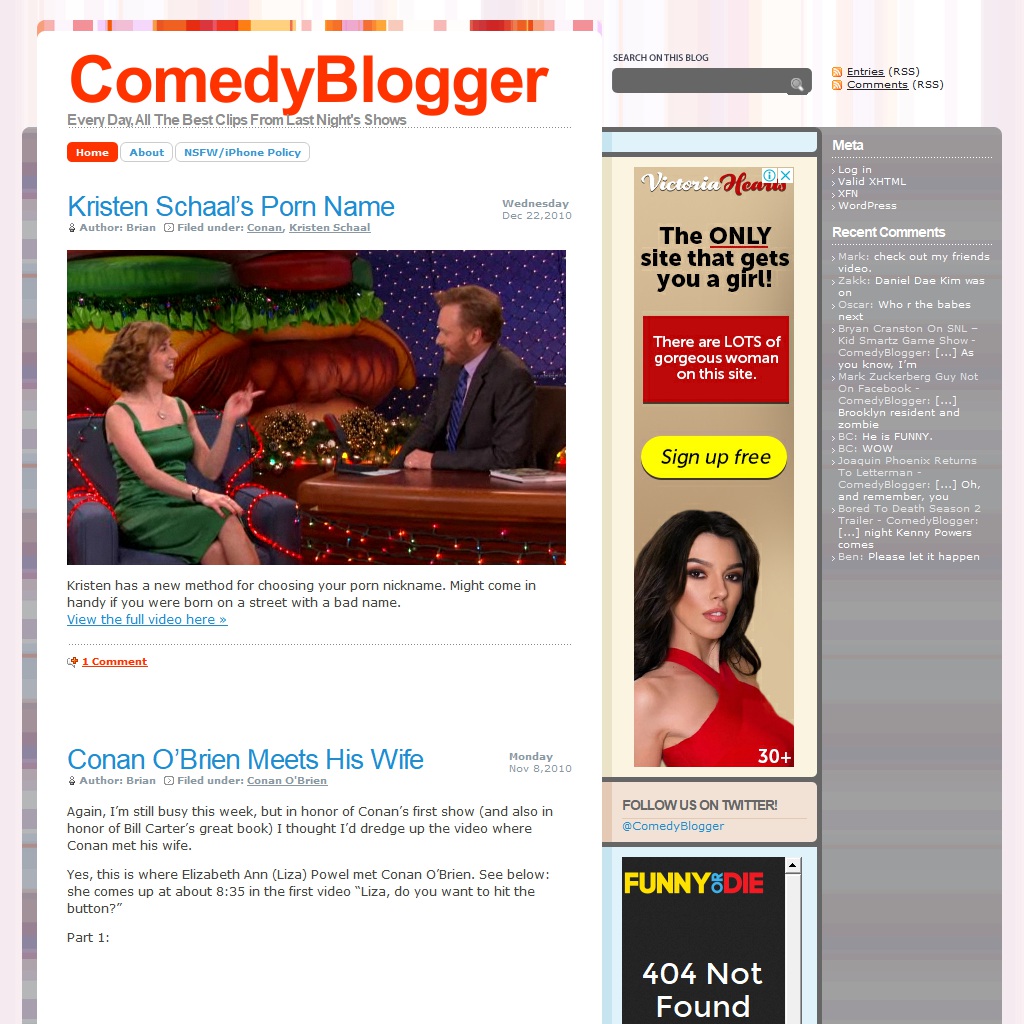 ComedyBlogger
Every Day, All The Best Clips From Last Night's Shows
Home
About
NSFW/iPhone Policy
SEARCH ON THIS BLOG
Entries (RSS)
Comments (RSS)
Kristen Schaal's Porn Name
Wednesday
Dec 22,2010
Author: Brian Filed under: Conan, Kristen Schaal
Kristen has a new method for choosing your porn nickname. Might come in
handy if you were born on a street with a bad name.
View the full video here »
1 Comment
Conan O'Brien Meets His Wife
Monday
Nov 8,2010
Author: Brian Filed under: Conan O'Brien
Again, I'm still busy this week, but in honor of Conan's first show (and also in
honor of Bill Carter's great book) I thought I'd dredge up the video where
Conan met his wife.
Yes, this is where Elizabeth Ann (Liza) Powel met Conan O'Brien. See below:
she comes up at about 8:35 in the first video “Liza, do you want to hit the
button?”
Part 1:
Victoria Hearts
The ONLY
site that gets
you a girl!
There are LOTS of
gorgeous woman
on this site.
Sign up free
30+
FOLLOW US ON TWITTER!
@ComedyBlogger
FUNNY OR DIE
404 Not
Found
Meta
Log in
Valid XHTML
XFN
WordPress
Recent Comments
Mark: check out my friends
video.
Zakk: Daniel Dae Kim was
on
Oscar: Who r the babes
next
Bryan Cranston On SNL –
Kid Smartz Game Show -
ComedyBlogger: [...] As
you know, I'm
Mark Zuckerberg Guy Not
On Facebook -
ComedyBlogger: [...]
Brooklyn resident and
zombie
BC: He is FUNNY.
BC: WOW
Joaquin Phoenix Returns
To Letterman -
ComedyBlogger: [...] Oh,
and remember, you
Bored To Death Season 2
Trailer - ComedyBlogger:
[...] night Kenny Powers
comes
Ben: Please let it happen